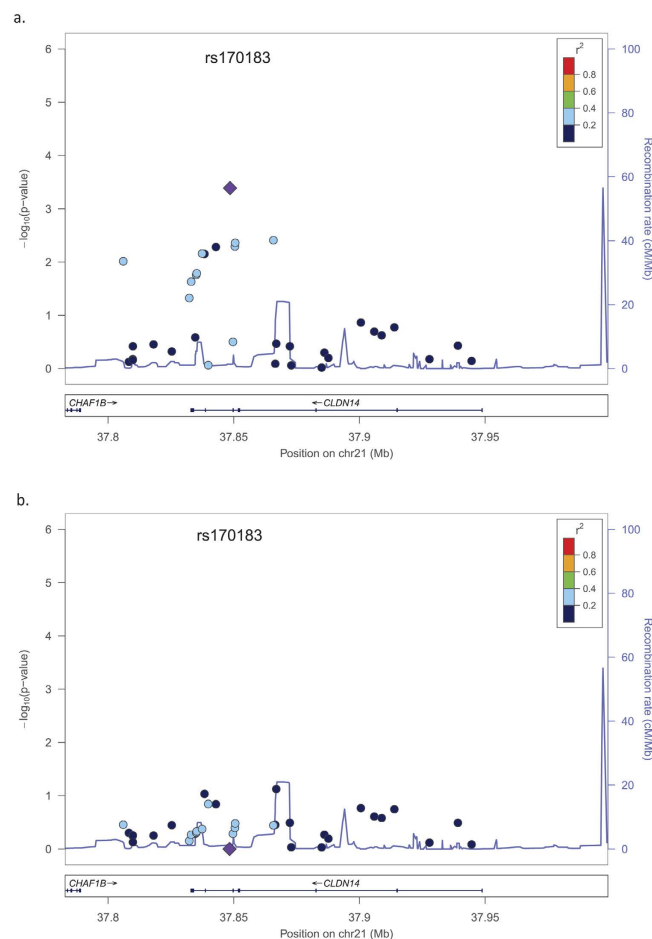 a.
rs170183
r2
0.8
0.6
0.4
0.2
6
5
4
3
2
1
0
−log10(p−value)
100
80
60
40
20
0
Recombination rate (cM/Mb)
CHAF1B→
←CLDN14
37.8 37.85 37.9 37.95
Position on chr21 (Mb)
b.
rs170183
r2
0.8
0.6
0.4
0.2
6
5
4
3
2
1
0
−log10(p−value)
100
80
60
40
20
0
Recombination rate (cM/Mb)
CHAF1B→
←CLDN14
37.8 37.85 37.9 37.95
Position on chr21 (Mb)